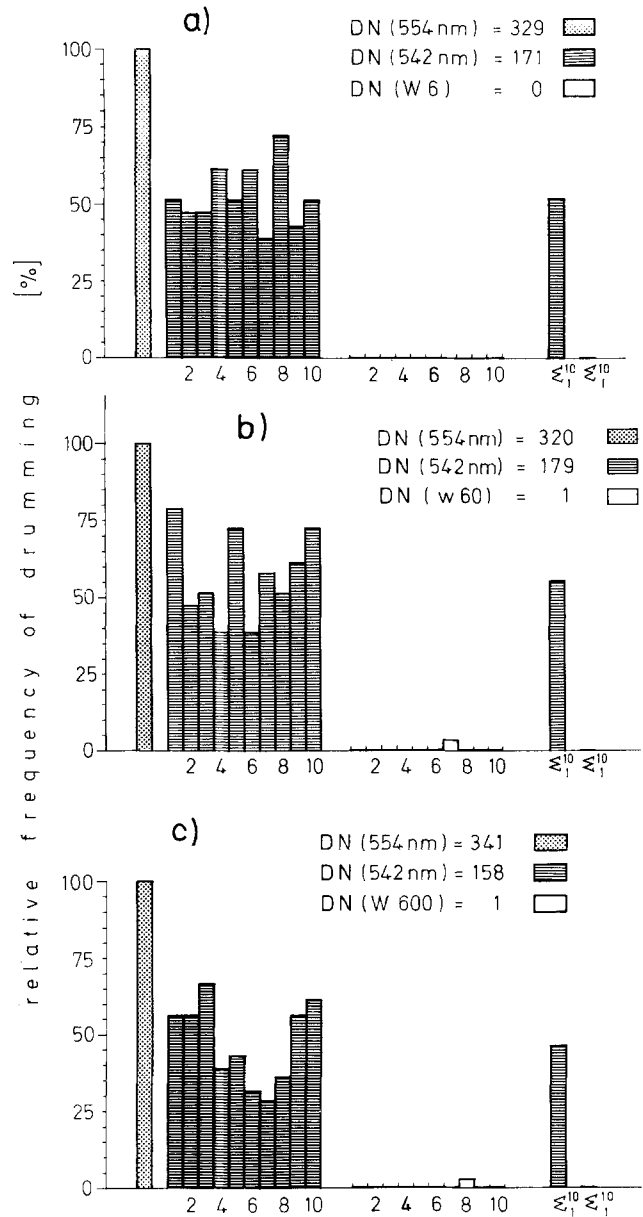 a)
DN (554nm) = 329
DN (542nm) = 171
DN (W6) = 0
100
75
50
25
0
[%]
2 4 6 8 10 2 4 6 8 10 Σ₁¹⁰ Σ₁¹⁰
b)
DN (554nm) = 320
DN (542nm) = 179
DN (w60) = 1
100
75
50
25
0
2 4 6 8 10 2 4 6 8 10 Σ₁¹⁰ Σ₁¹⁰
relative frequency of drumming
c)
DN (554nm) = 341
DN (542nm) = 158
DN (W 600) = 1
100
75
50
25
0
2 4 6 8 10 2 4 6 8 10 Σ₁¹⁰ Σ₁¹⁰